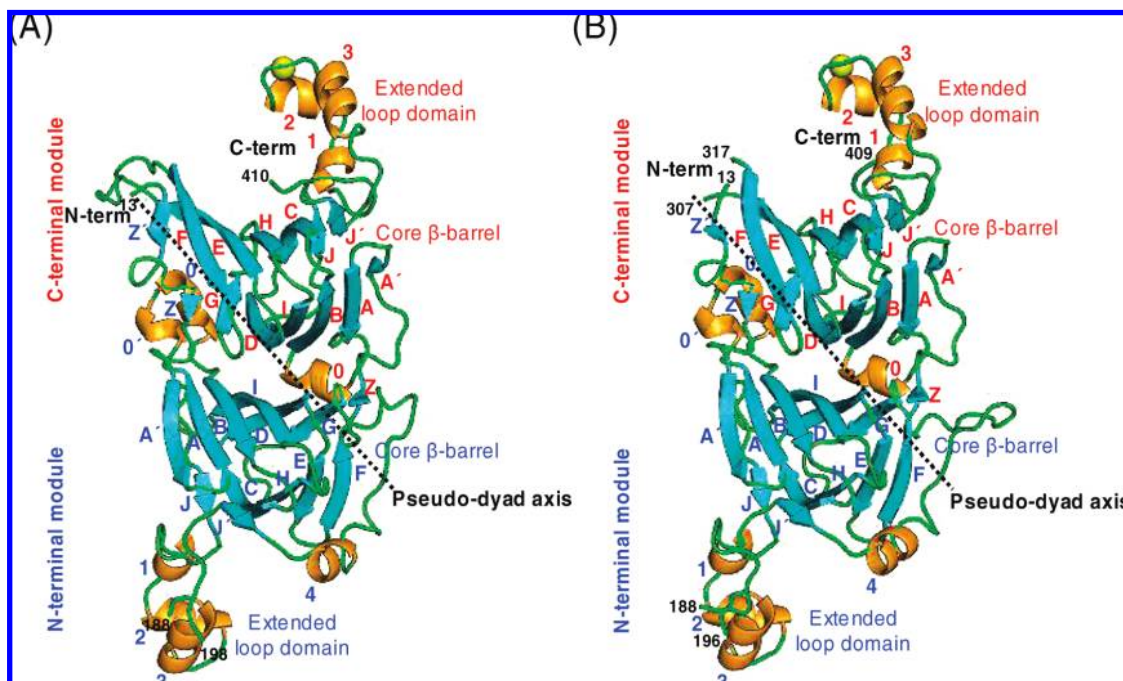 (A)
3
Extended
loop domain
2
1
C-term
410
C-terminal module
13
N-term
Z´
F
E
H
C
J´
J
Core β-barrel
A´
0
G
Z
I
B
A
0´
D
0
Z
I
A´
A
B
D
G
Core β-barrel
E
F
H
C
J
J´
Pseudo-dyad axis
N-terminal module
1
4
188
2
198
3
Extended
loop domain
(B)
3
Extended
loop domain
2
1
C-term
409
317
N-term
13
307
C-terminal module
Z´
F
E
H
C
J´
J
Core β-barrel
A´
0
G
Z
I
B
A
0´
D
0
Z
I
A´
A
B
D
G
Core β-barrel
E
F
H
C
J
J´
Pseudo-dyad axis
N-terminal module
1
4
188
2
196
3
Extended
loop domain